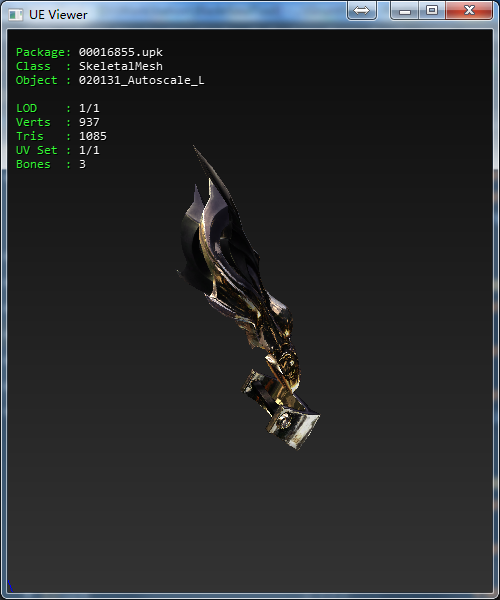 UE Viewer
Package: 00016855.upk
Class  : SkeletalMesh
Object : 020131_Autoscale_L
LOD    : 1/1
Verts  : 937
Tris   : 1085
UV Set : 1/1
Bones  : 3